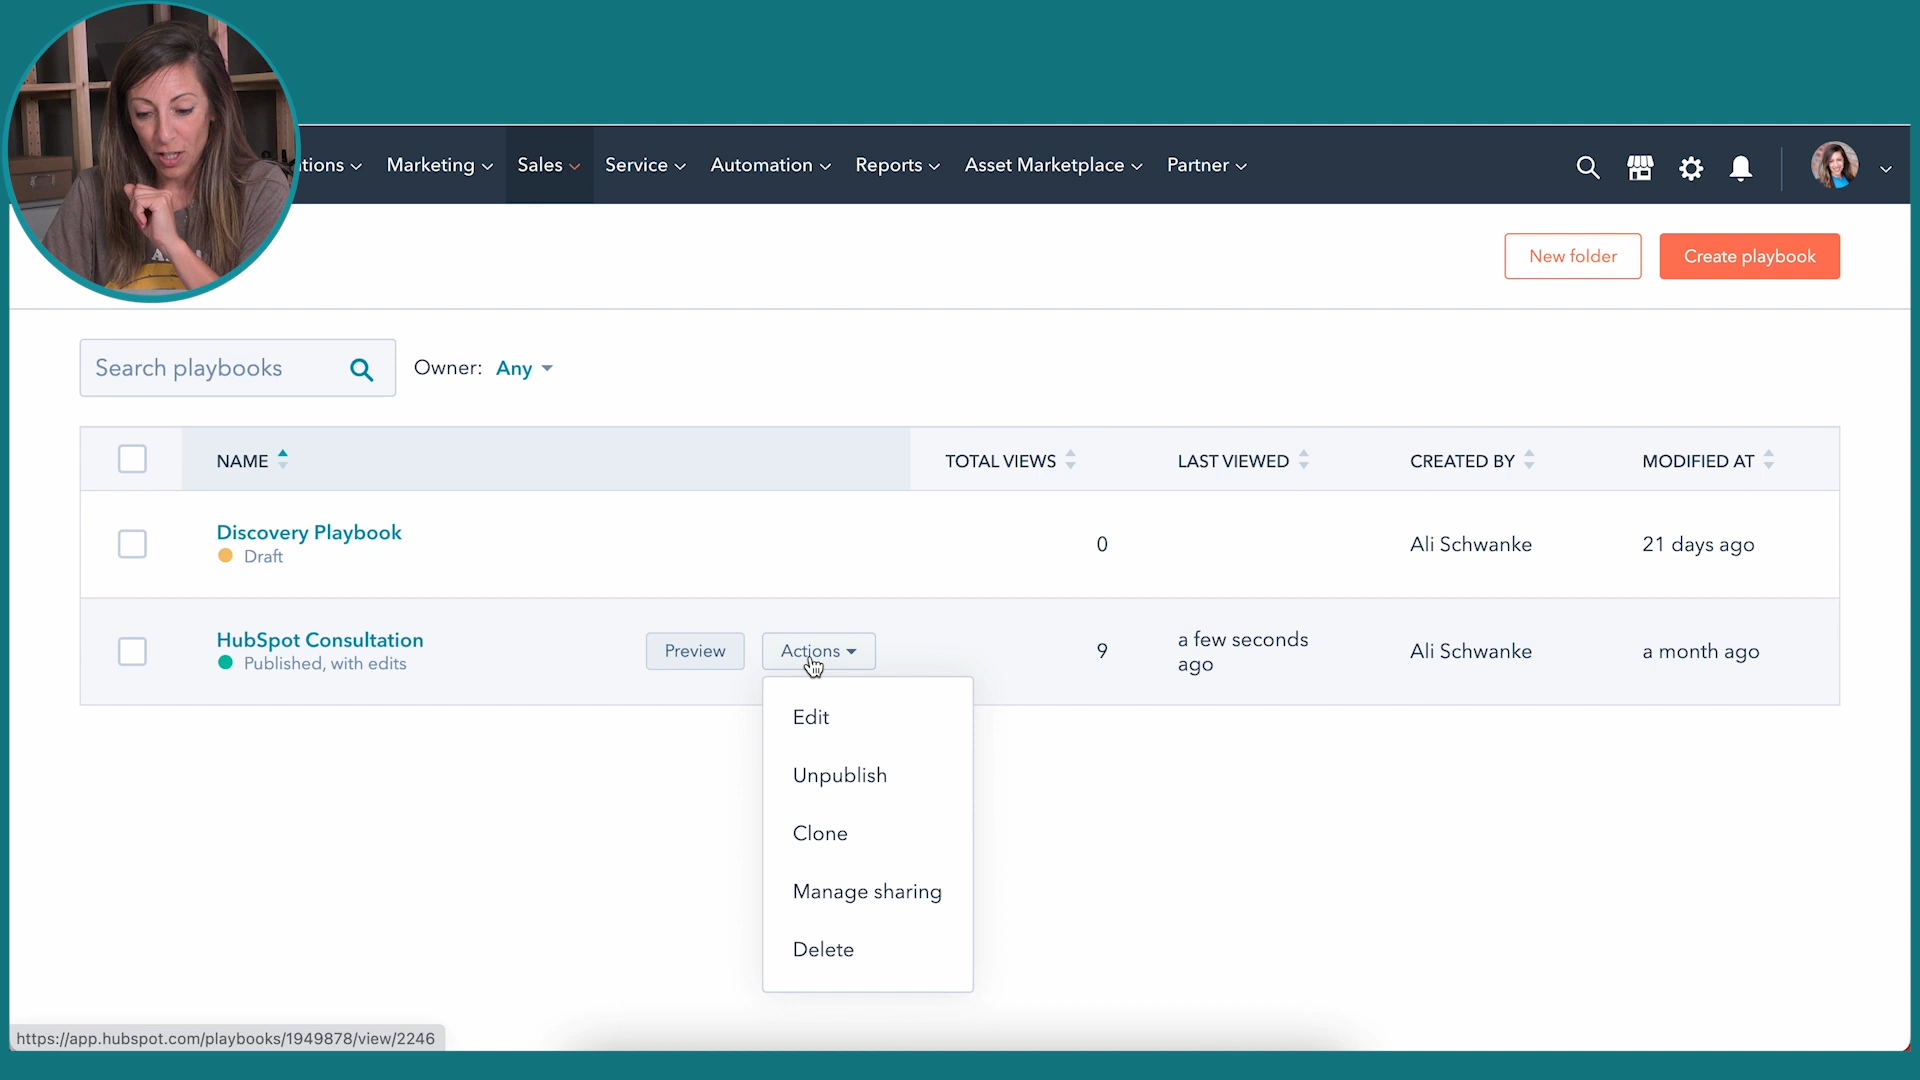 tions Marketing Sales Service Automation Reports Asset Marketplace Partner
New folder Create playbook
Search playbooks Owner: Any
NAME TOTAL VIEWS LAST VIEWED CREATED BY MODIFIED AT
Discovery Playbook
Draft
0 Ali Schwanke 21 days ago
HubSpot Consultation
Published, with edits
Preview Actions 9 a few seconds
ago
Ali Schwanke a month ago
Edit
Unpublish
Clone
Manage sharing
Delete
https://app.hubspot.com/playbooks/1949878/view/2246